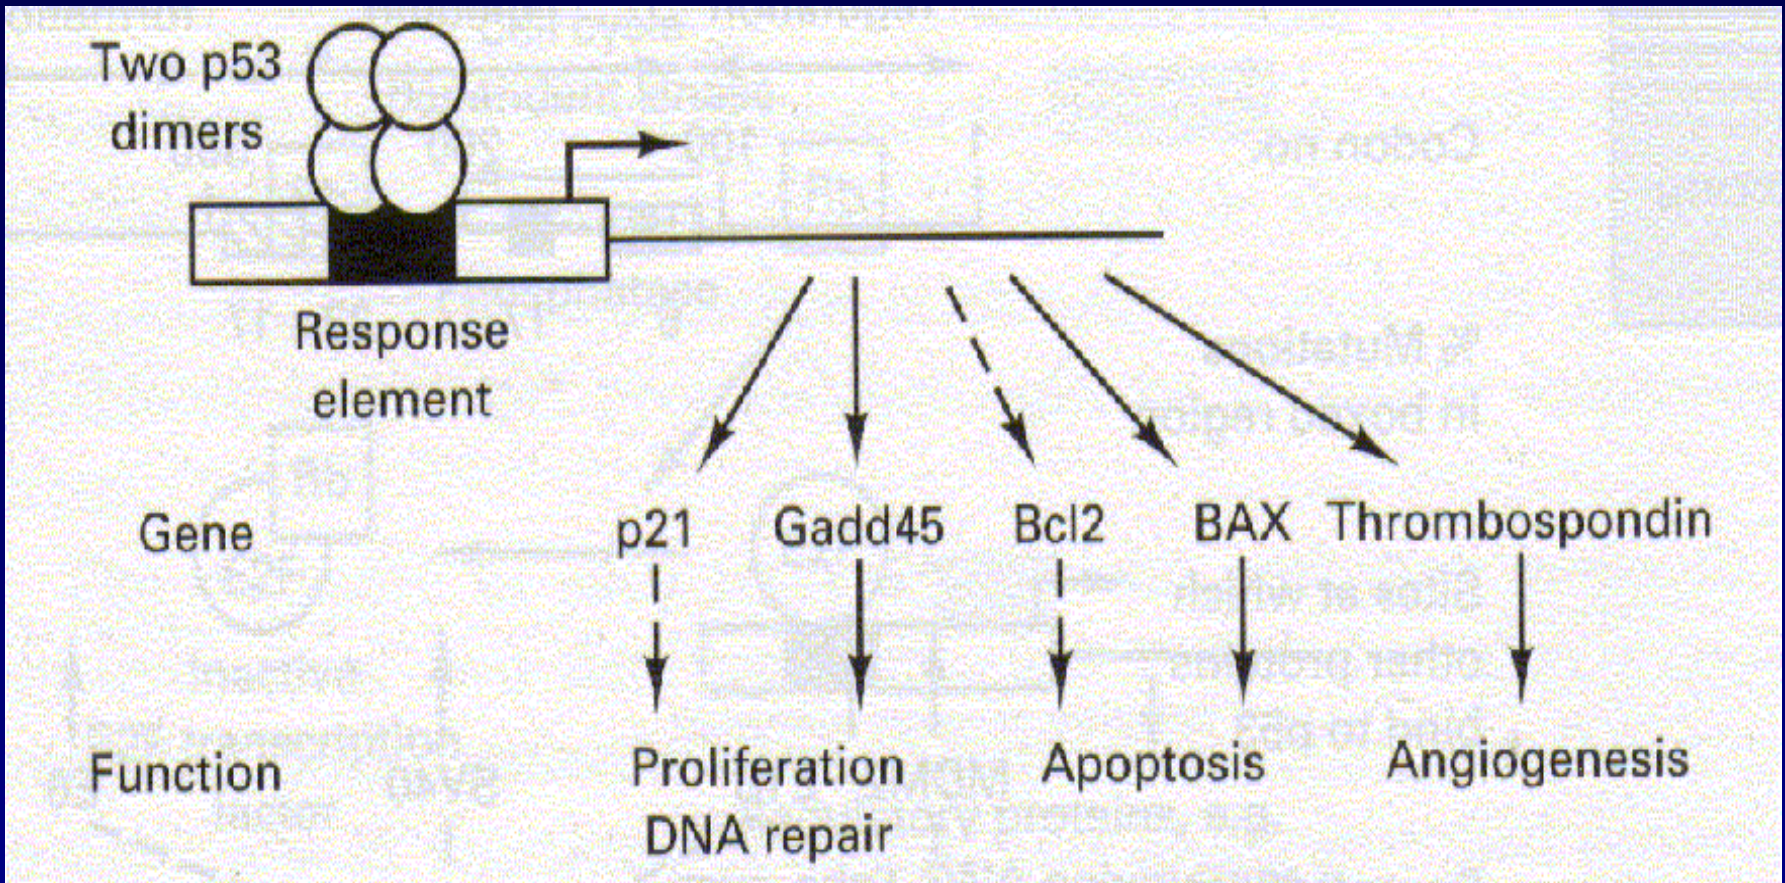 Two p53
dimers
Response
element
Gene
p21
Gadd45
Bcl2
BAX
Thrombospondin
Function
Proliferation
DNA repair
Apoptosis
Angiogenesis